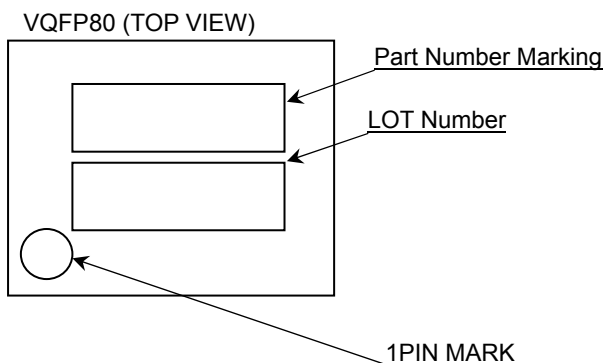 VQFP80 (TOP VIEW)
Part Number Marking
LOT Number
1PIN MARK